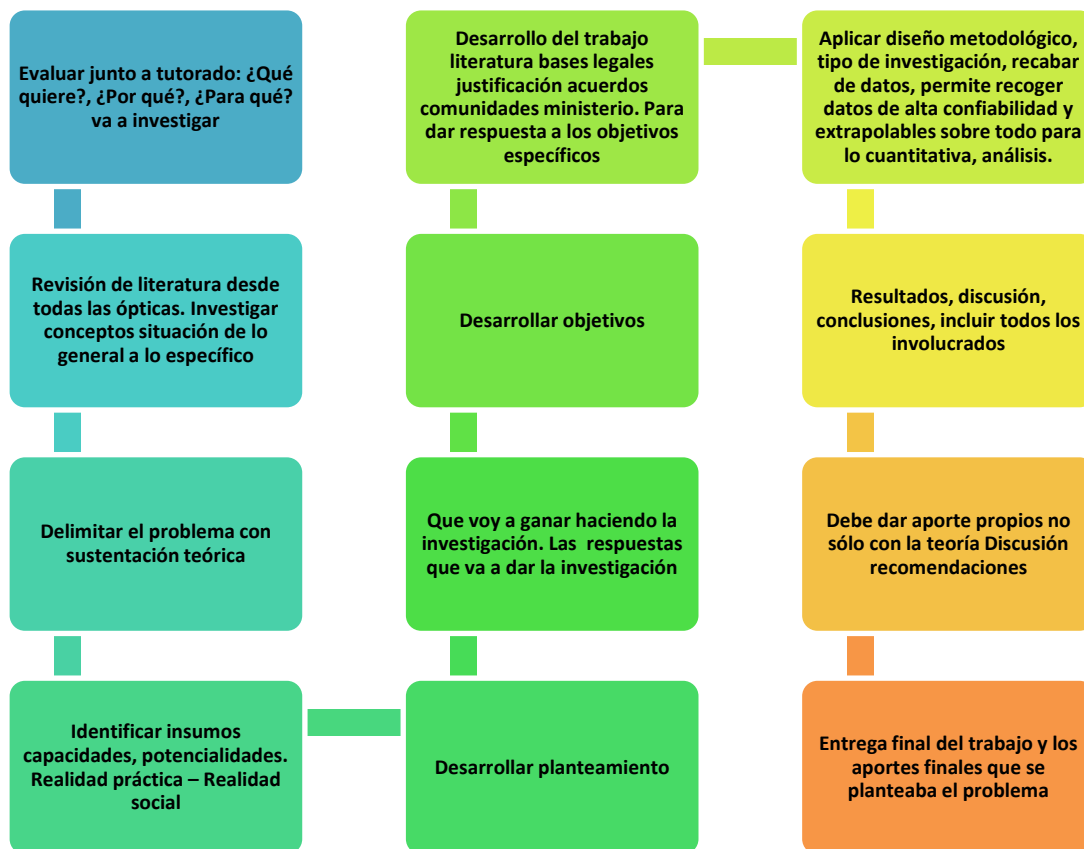 Evaluar junto a tutorado: ¿Qué
quiere?, ¿Por qué?, ¿Para qué?
va a investigar
Revisión de literatura desde
todas las ópticas. Investigar
conceptos situación de lo
general a lo específico
Delimitar el problema con
sustentación teórica
Identificar insumos
capacidades, potencialidades.
Realidad práctica – Realidad
social
Desarrollar planteamiento
Que voy a ganar haciendo la
investigación. Las respuestas
que va a dar la investigación
Desarrollar objetivos
Desarrollo del trabajo
literatura bases legales
justificación acuerdos
comunidades ministerio. Para
dar respuesta a los objetivos
específicos
Aplicar diseño metodológico,
tipo de investigación, recabar
de datos, permite recoger
datos de alta confiabilidad y
extrapolables sobre todo para
lo cuantitativa, análisis.
Resultados, discusión,
conclusiones, incluir todos los
involucrados
Debe dar aporte propios no
sólo con la teoría Discusión
recomendaciones
Entrega final del trabajo y los
aportes finales que se
planteaba el problema